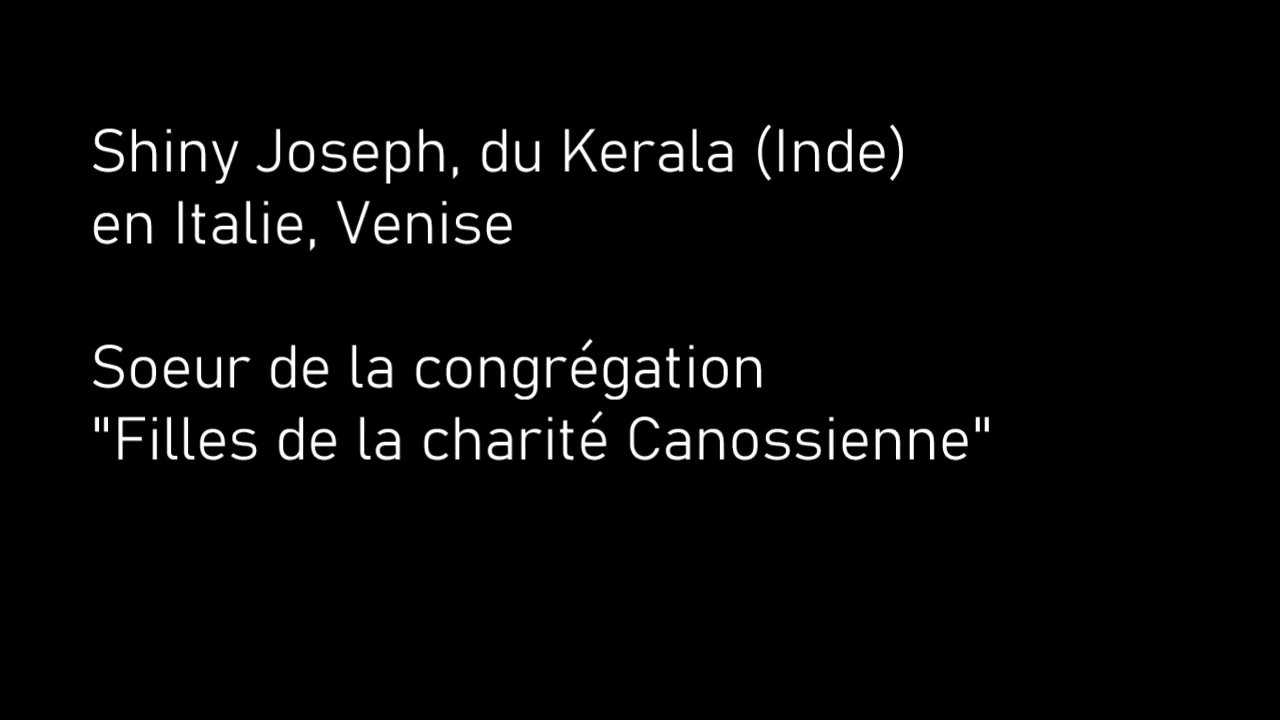 Shiny Joseph, du Kerala (Inde)
en Italie, Venise
Soeur de la congrégation
"Filles de la charité Canossienne"